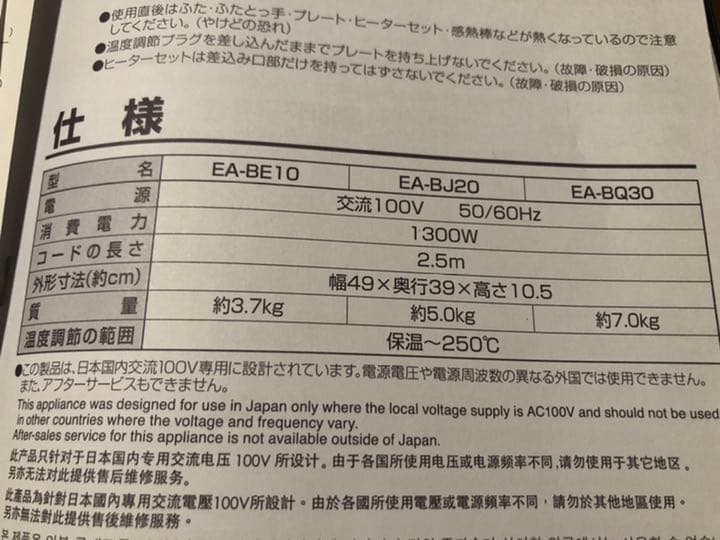 ●使用直後はふた・ふたとっ手・プレート・ヒーターセット・感熱棒などが熱くなっているので注意
してください。（やけどの恐れ）
●温度調節プラグを差し込んだままでプレートを持ち上げないでください。（故障・破損の原因）
●ヒーターセットは差込み口部だけを持ってはずさないでください。（故障・破損の原因）
仕様
型名 EA-BE10 EA-BJ20 EA-BQ30
電源 交流100V 50/60Hz
消費電力 1300W
コードの長さ 2.5m
外形寸法(約cm) 幅49×奥行39×高さ10.5
質量 約3.7kg 約5.0kg 約7.0kg
温度調節の範囲 保温～250℃
●この製品は、日本国内交流100V専用に設計されています。電源電圧や電源周波数の異なる外国では使用できません。
また、アフターサービスもできません。
This appliance was designed for use in Japan only where the local voltage supply is AC100V and should not be used
in other countries where the voltage and frequency vary.
After-sales service for this appliance is not available outside of Japan.
此产品只针对于日本国内专用交流电压 100V 所设计。由于各国所使用电压或电源频率不同，请勿使用于其它地区。
另亦无法对此提供售后维修服务。
此產品為針對日本國內專用交流電壓100V所設計。由於各國所使用電壓或電源頻率不同，請勿於其他地區使用。
另亦無法對此提供售後維修服務。